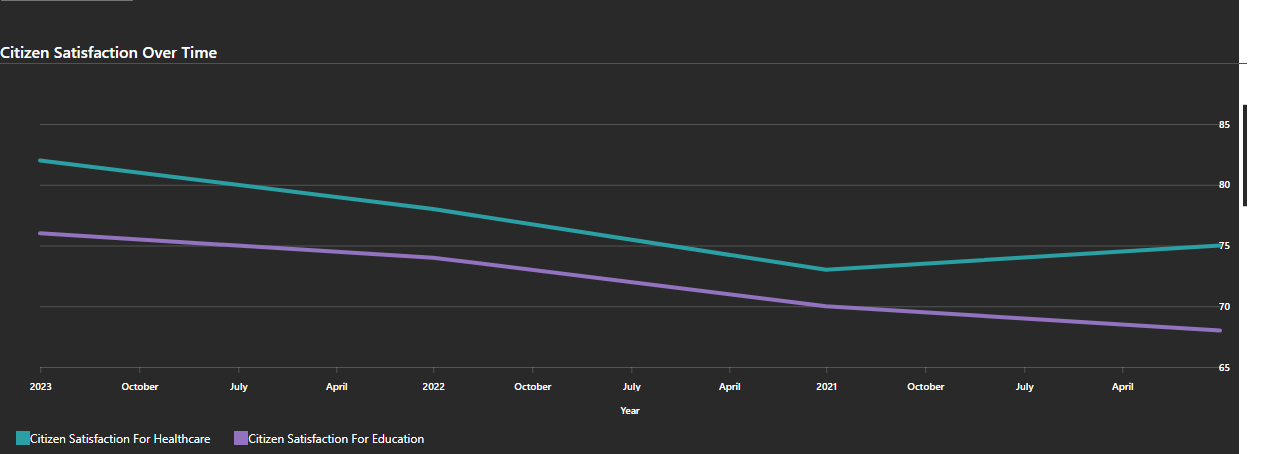 Citizen Satisfaction Over Time
85
80
75
70
65
2023 October July April 2022 October July April 2021 October July April
Year
Citizen Satisfaction For Healthcare Citizen Satisfaction For Education